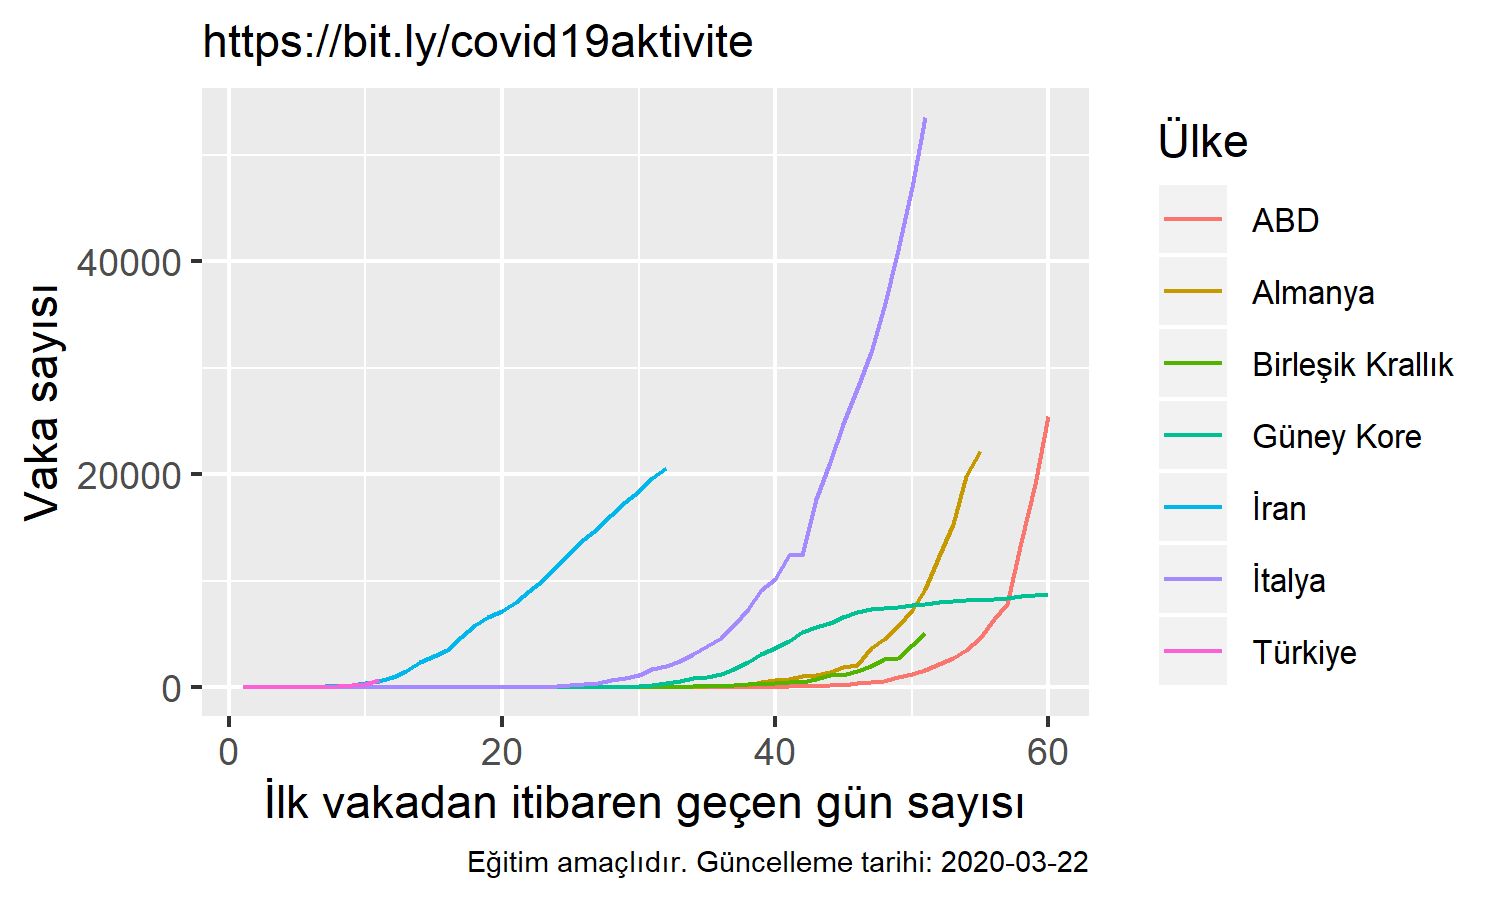 https://bit.ly/covid19aktivite
Vaka sayısı
40000
20000
0
0 20 40 60
İlk vakadan itibaren geçen gün sayısı
Eğitim amaçlıdır. Güncelleme tarihi: 2020-03-22
Ülke
ABD
Almanya
Birleşik Krallık
Güney Kore
İran
İtalya
Türkiye